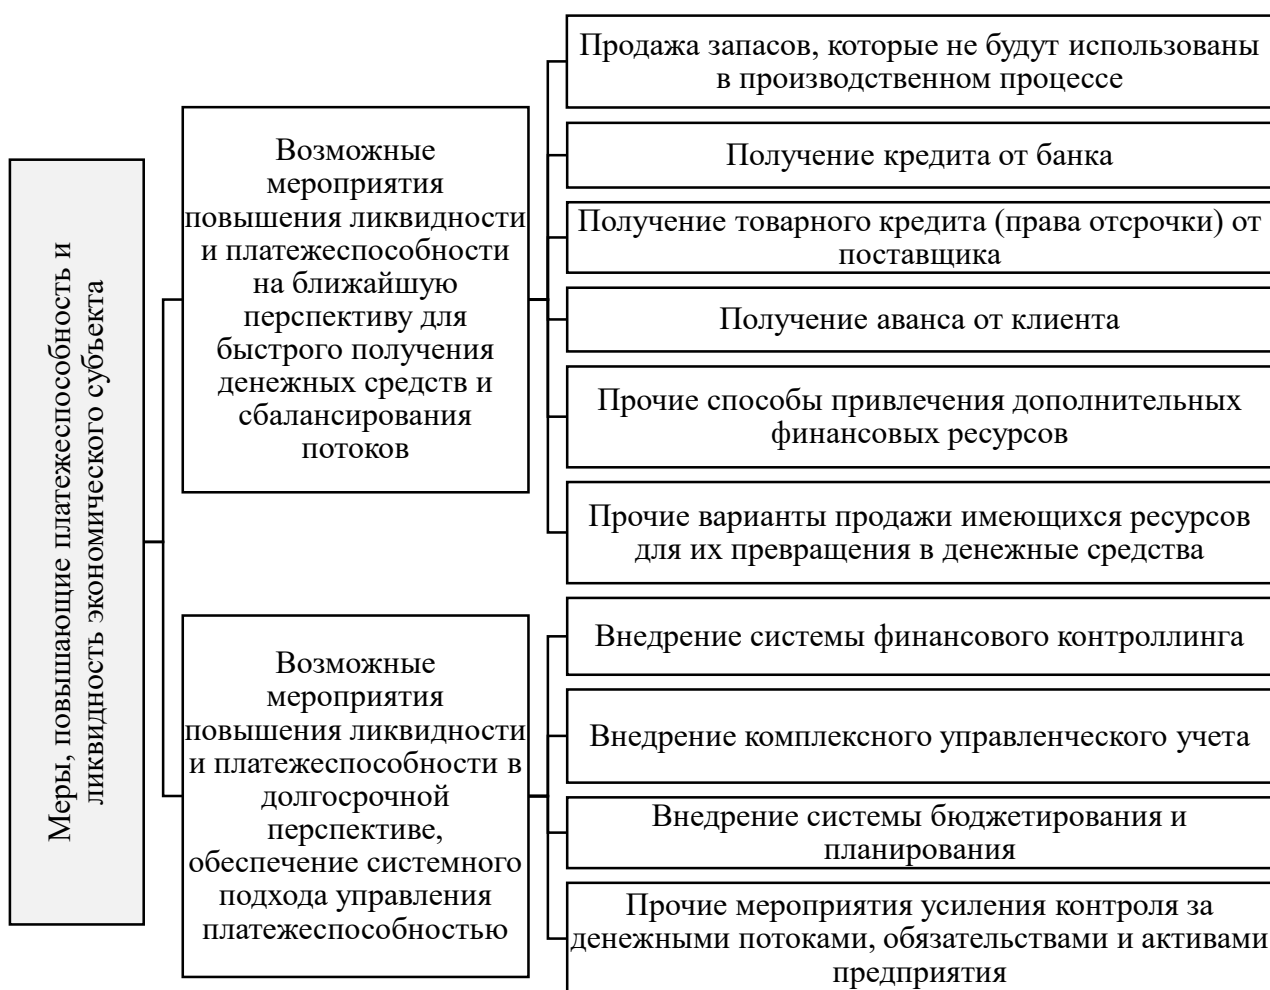 Меры, повышающие платежеспособность и
ликвидность экономического субъекта
Возможные
мероприятия
повышения ликвидности
и платежеспособности
на ближайшую
перспективу для
быстрого получения
денежных средств и
сбалансирования
потоков
Продажа запасов, которые не будут использованы
в производственном процессе
Получение кредита от банка
Получение товарного кредита (права отсрочки) от
поставщика
Получение аванса от клиента
Прочие способы привлечения дополнительных
финансовых ресурсов
Прочие варианты продажи имеющихся ресурсов
для их превращения в денежные средства
Возможные
мероприятия
повышения ликвидности
и платежеспособности в
долгосрочной
перспективе,
обеспечение системного
подхода управления
платежеспособностью
Внедрение системы финансового контроллинга
Внедрение комплексного управленческого учета
Внедрение системы бюджетирования и
планирования
Прочие мероприятия усиления контроля за
денежными потоками, обязательствами и активами
предприятия